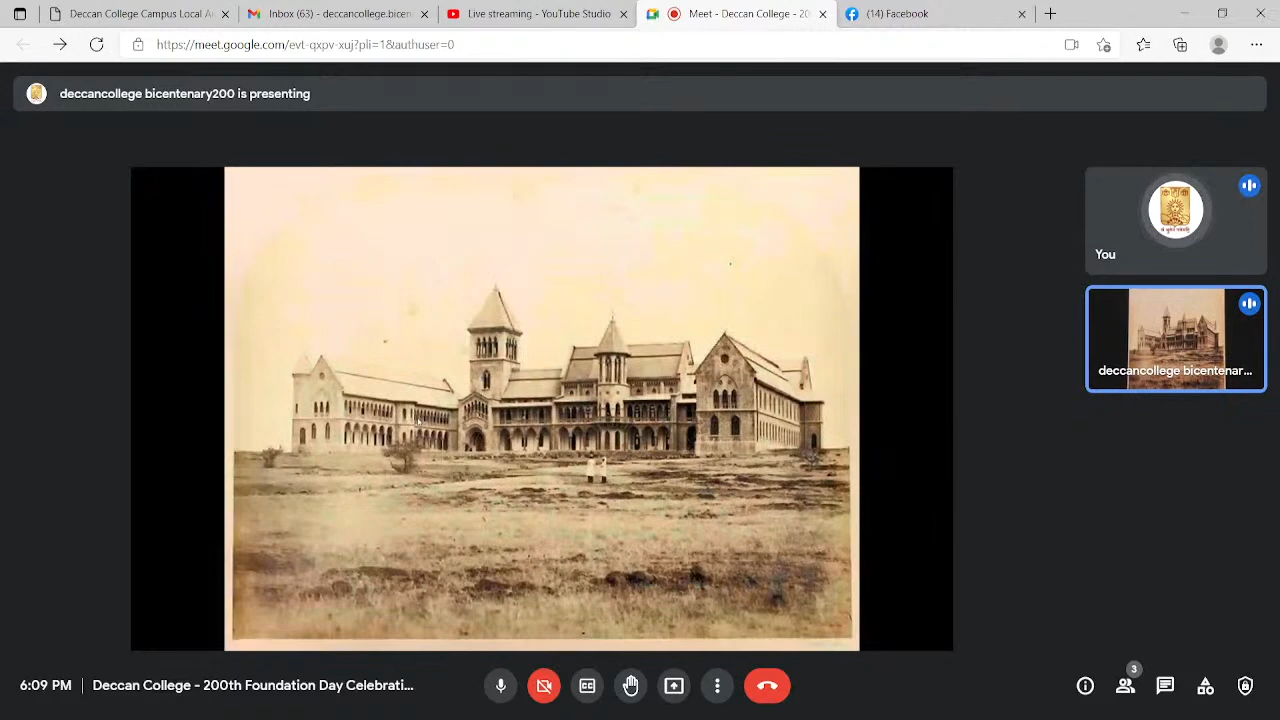 Deccan College Campus Local A
Inbox (63) - deccancollege.bicen
Live streaming - YouTube Studio
Meet - Deccan College - 20
(14) Facebook
https://meet.google.com/evt-qxpv-xuj?pli=1&authuser=0
deccancollege bicentenary200 is presenting
You
deccancollege bicentenar...
3
6:09 PM | Deccan College - 200th Foundation Day Celebrati...
CC